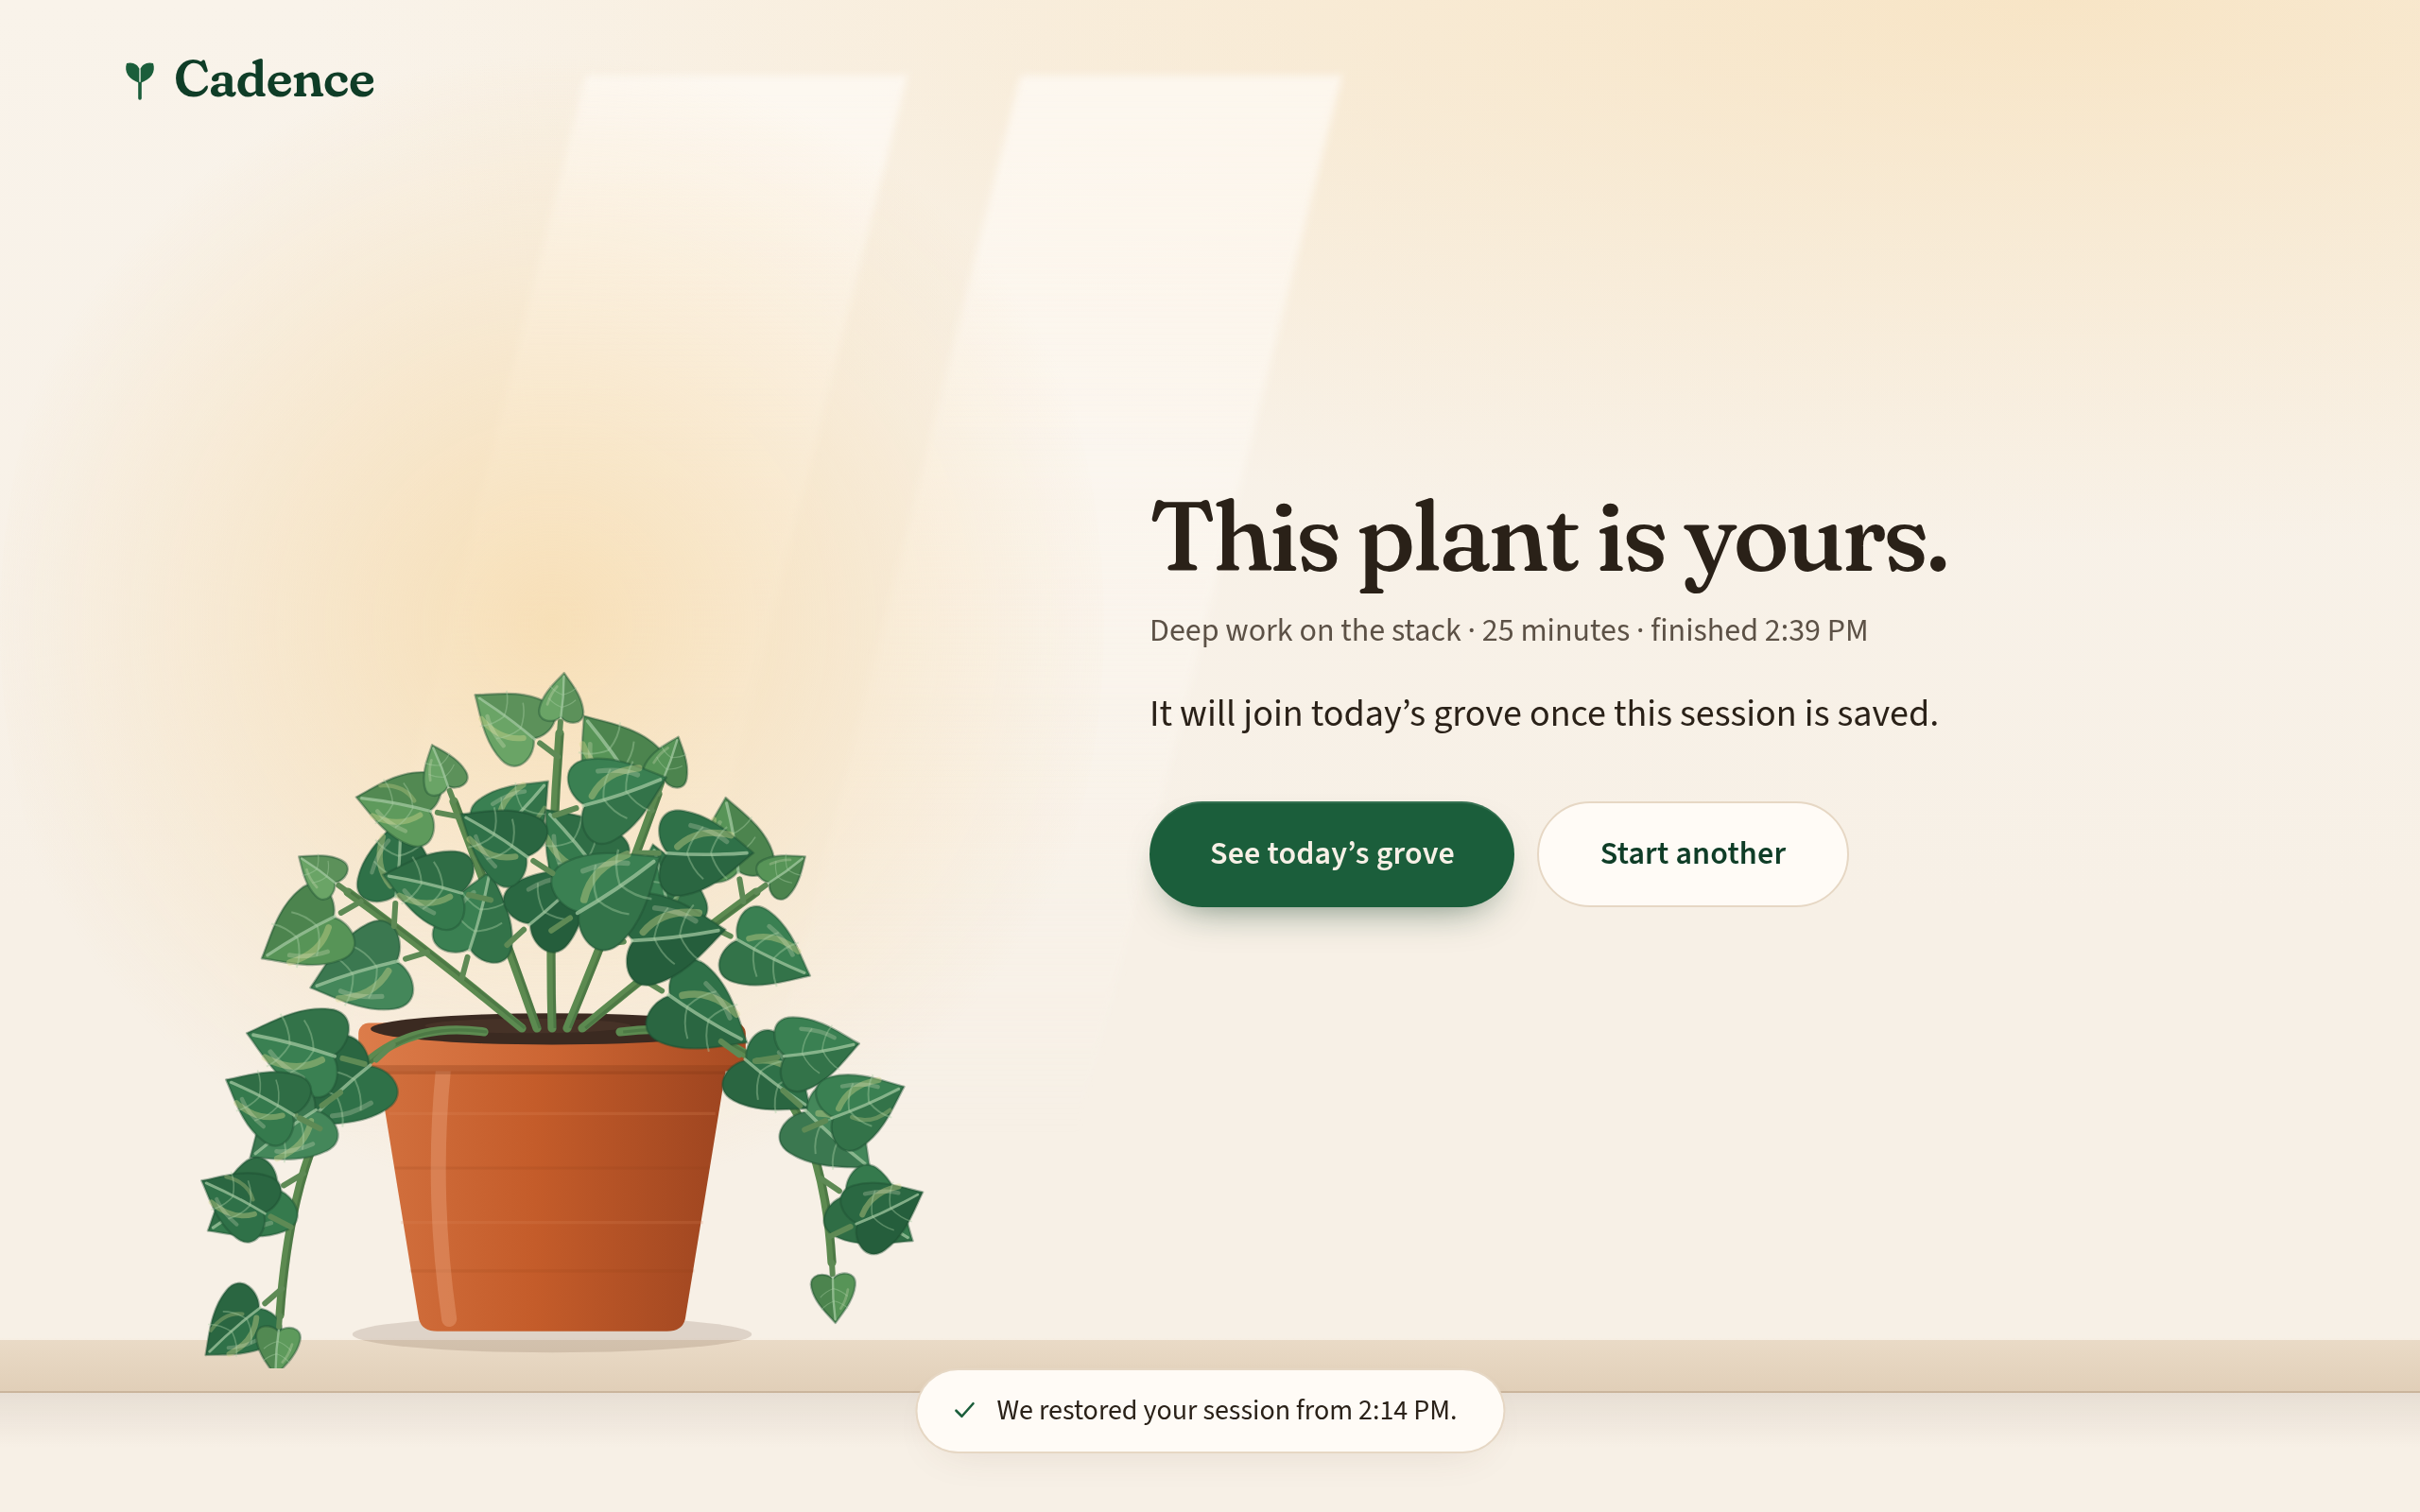 Cadence
This plant is yours.
Deep work on the stack · 25 minutes · finished 2:39 PM
It will join today’s grove once this session is saved.
See today’s grove
Start another
We restored your session from 2:14 PM.